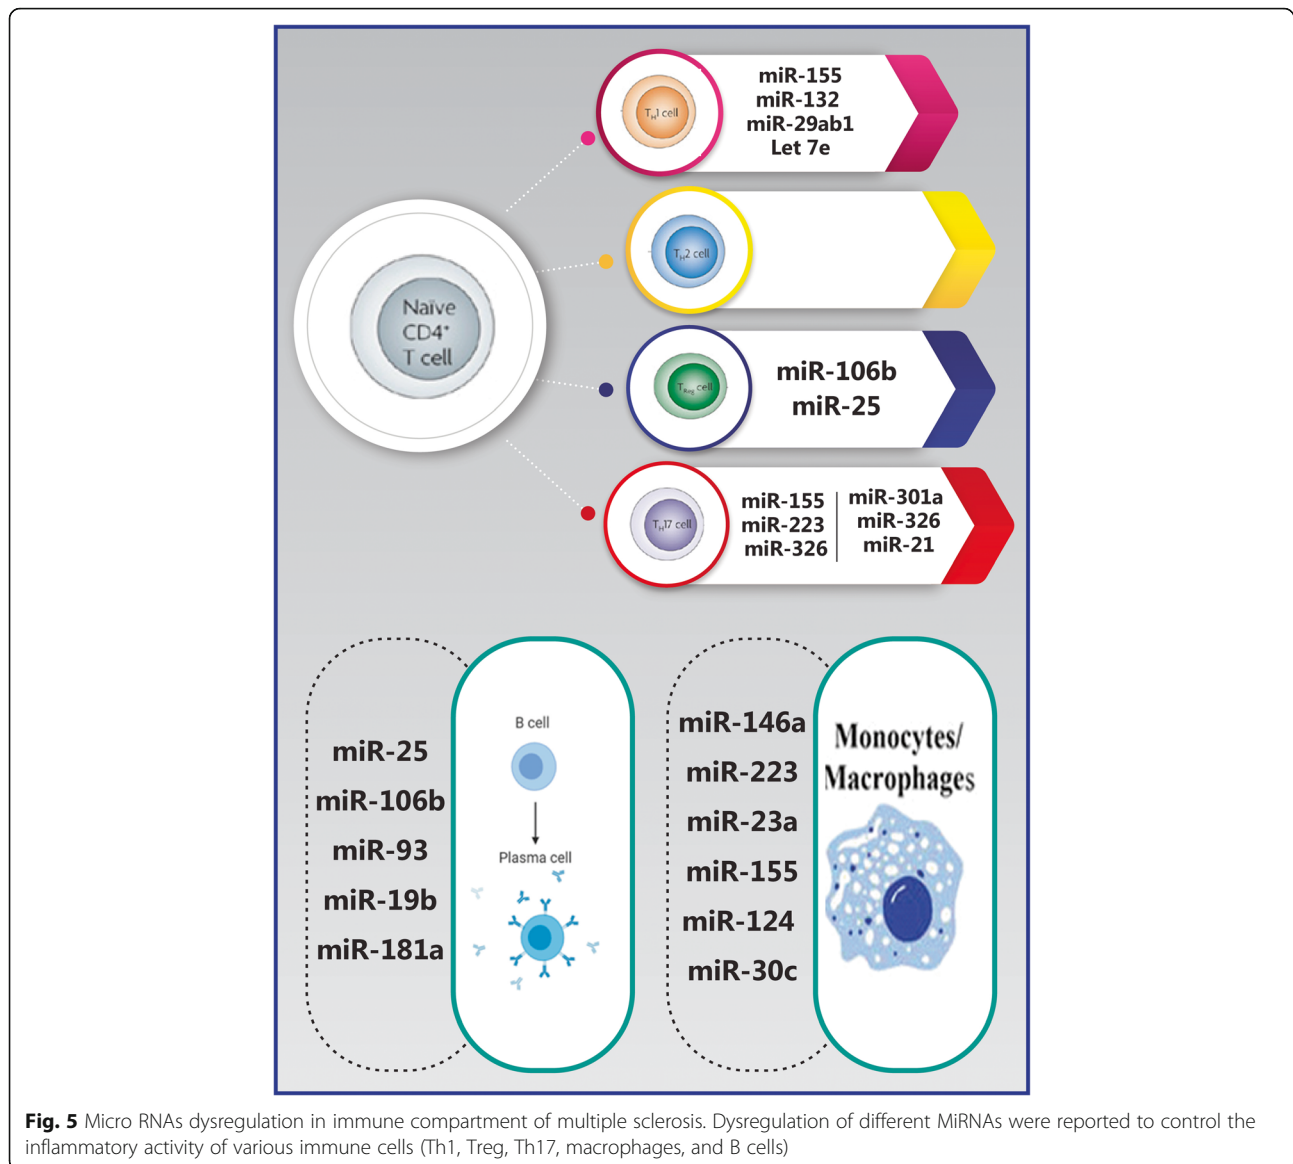 T_H1 cell
miR-155
miR-132
miR-29ab1
Let 7e
T_H2 cell
Naïve
CD4⁺
T cell
T_Reg cell
miR-106b
miR-25
T_H17 cell
miR-155
miR-223
miR-326
miR-301a
miR-326
miR-21
miR-25
miR-106b
miR-93
miR-19b
miR-181a
B cell
Plasma cell
miR-146a
miR-223
miR-23a
miR-155
miR-124
miR-30c
Monocytes/
Macrophages
Fig. 5 Micro RNAs dysregulation in immune compartment of multiple sclerosis. Dysregulation of different MiRNAs were reported to control the
inflammatory activity of various immune cells (Th1, Treg, Th17, macrophages, and B cells)